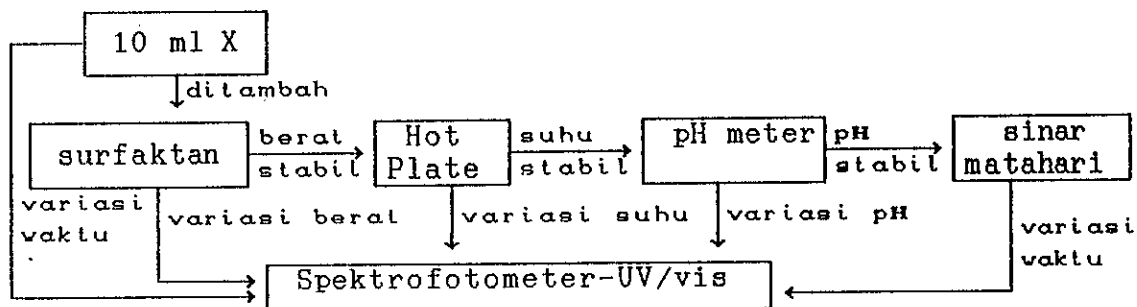 10 ml X
ditambah
surfaktan
berat
stabil
Hot
Plate
suhu
stabil
pH meter
pH
stabil
sinar
matahari
variasi
waktu
variasi berat
variasi suhu
variasi pH
variasi
waktu
Spektrofotometer-UV/vis